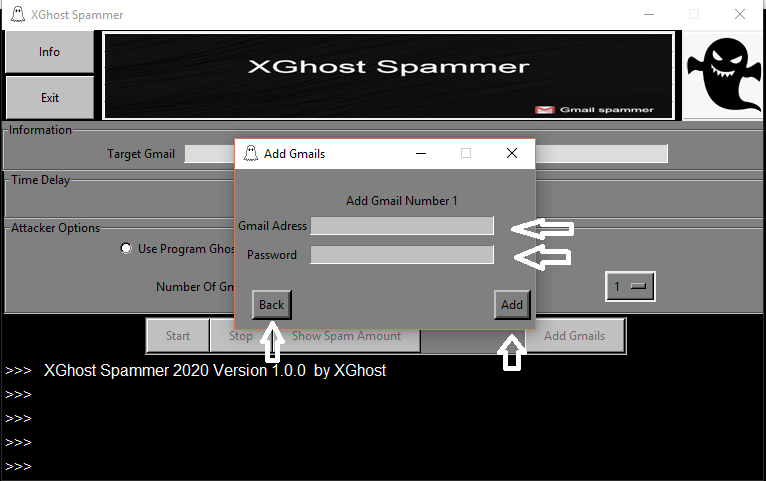 XGhost Spammer
Info
Exit
XGhost Spammer
Gmail spammer
Information
Target Gmail
Time Delay
Attacker Options
Use Program Ghos
Number Of Gm
1
Add Gmails
Add Gmail Number 1
Gmail Adress
Password
Back
Add
Start
Stop
Show Spam Amount
Add Gmails
>>> XGhost Spammer 2020 Version 1.0.0 by XGhost
>>>
>>>
>>>
>>>